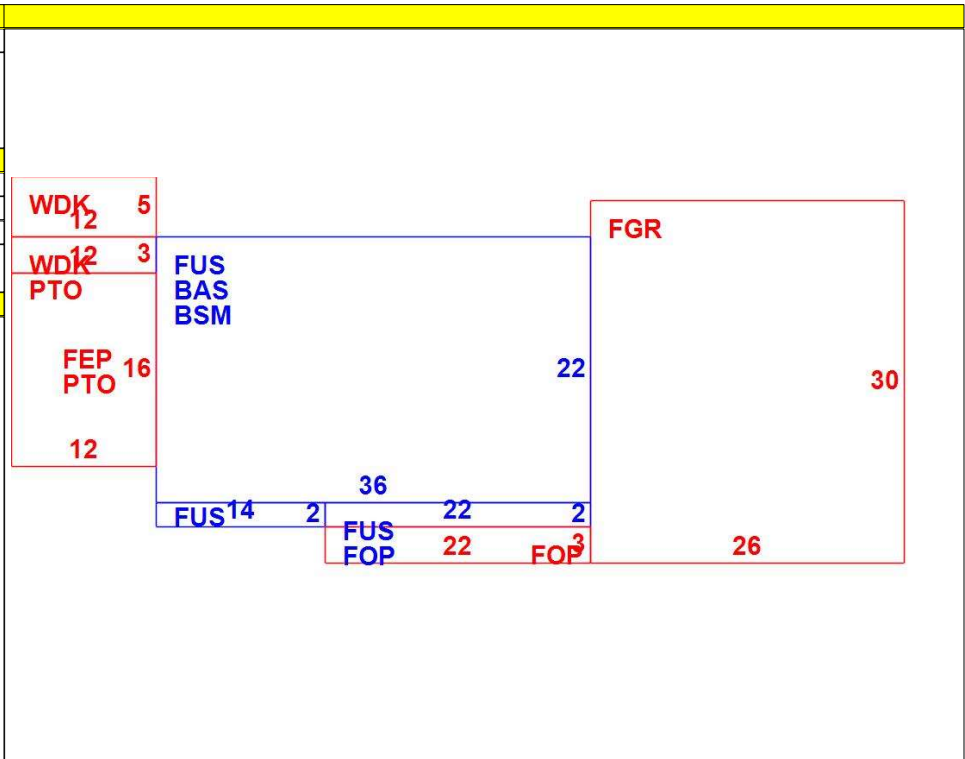 WDK 5
12
12 3
WDK
PTO
FEP 16
PTO
12
FUS
BAS
BSM
22
36
FUS 14 2
22 2
FUS
FOP
22 3
FOP
FGR
30
26